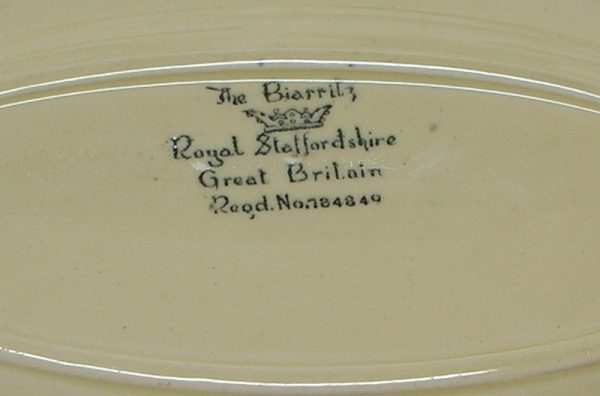 The Biarritz
Royal Staffordshire
Great Britain
Regd. No. 784849